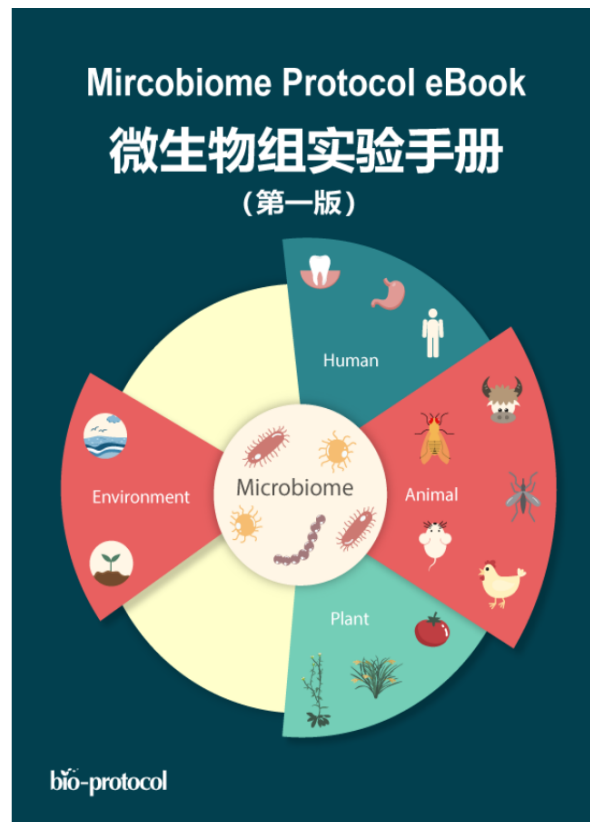 Mircobiome Protocol eBook
微生物组实验手册
（第一版）
Human
Environment
Microbiome
Animal
Plant
bio-protocol